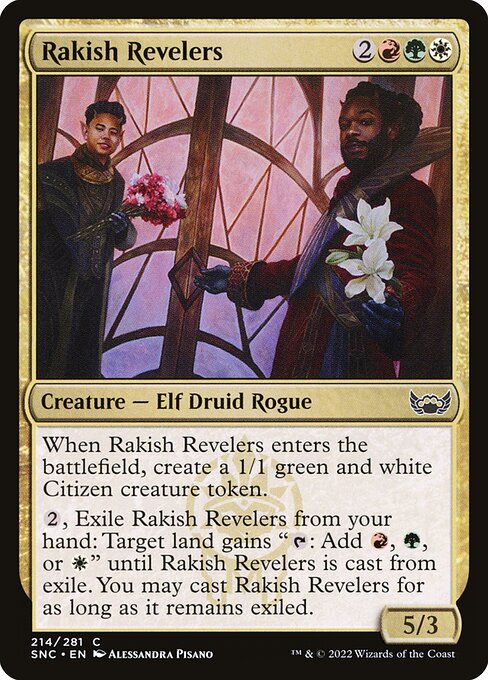 Rakish Revelers 2
Creature — Elf Druid Rogue
When Rakish Revelers enters the
battlefield, create a 1/1 green and white
Citizen creature token.
2, Exile Rakish Revelers from your
hand: Target land gains “: Add , ,
or ” until Rakish Revelers is cast from
exile. You may cast Rakish Revelers for
as long as it remains exiled.
5/3
214/281 C
SNC • EN Alessandra Pisano
™ & © 2022 Wizards of the Coast